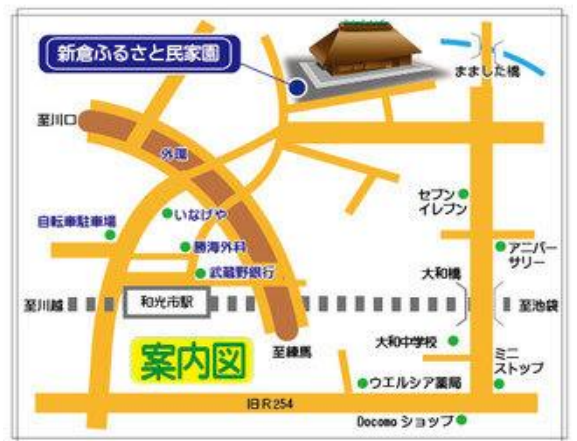 新倉ふるさと民家園
まました橋
至川口
外環
セブン
イレブン
いなげや
自転車駐車場
勝海外科
アニバー
サリー
武蔵野銀行
大和橋
至川越
和光市駅
至池袋
至練馬
大和中学校
案内図
ミニ
ストップ
ウエルシア薬局
旧R254
Docomo ショップ